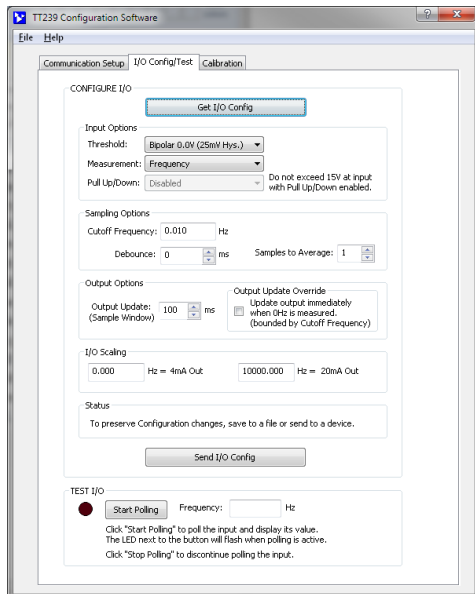 TT239 Configuration Software
File Help
Communication Setup I/O Config/Test Calibration
CONFIGURE I/O
Get I/O Config
Input Options
Threshold: Bipolar 0.0V (25mV Hys.)
Measurement: Frequency
Pull Up/Down: Disabled
Do not exceed 15V at input
with Pull Up/Down enabled.
Sampling Options
Cutoff Frequency: 0.010 Hz
Debounce: 0 ms Samples to Average: 1
Output Options
Output Update: 100 ms
(Sample Window)
Output Update Override
Update output immediately
when 0Hz is measured.
(bounded by Cutoff Frequency)
I/O Scaling
0.000 Hz = 4mA Out 10000.000 Hz = 20mA Out
Status
To preserve Configuration changes, save to a file or send to a device.
Send I/O Config
TEST I/O
Start Polling Frequency: Hz
Click "Start Polling" to poll the input and display its value.
The LED next to the button will flash when polling is active.
Click "Stop Polling" to discontinue polling the input.